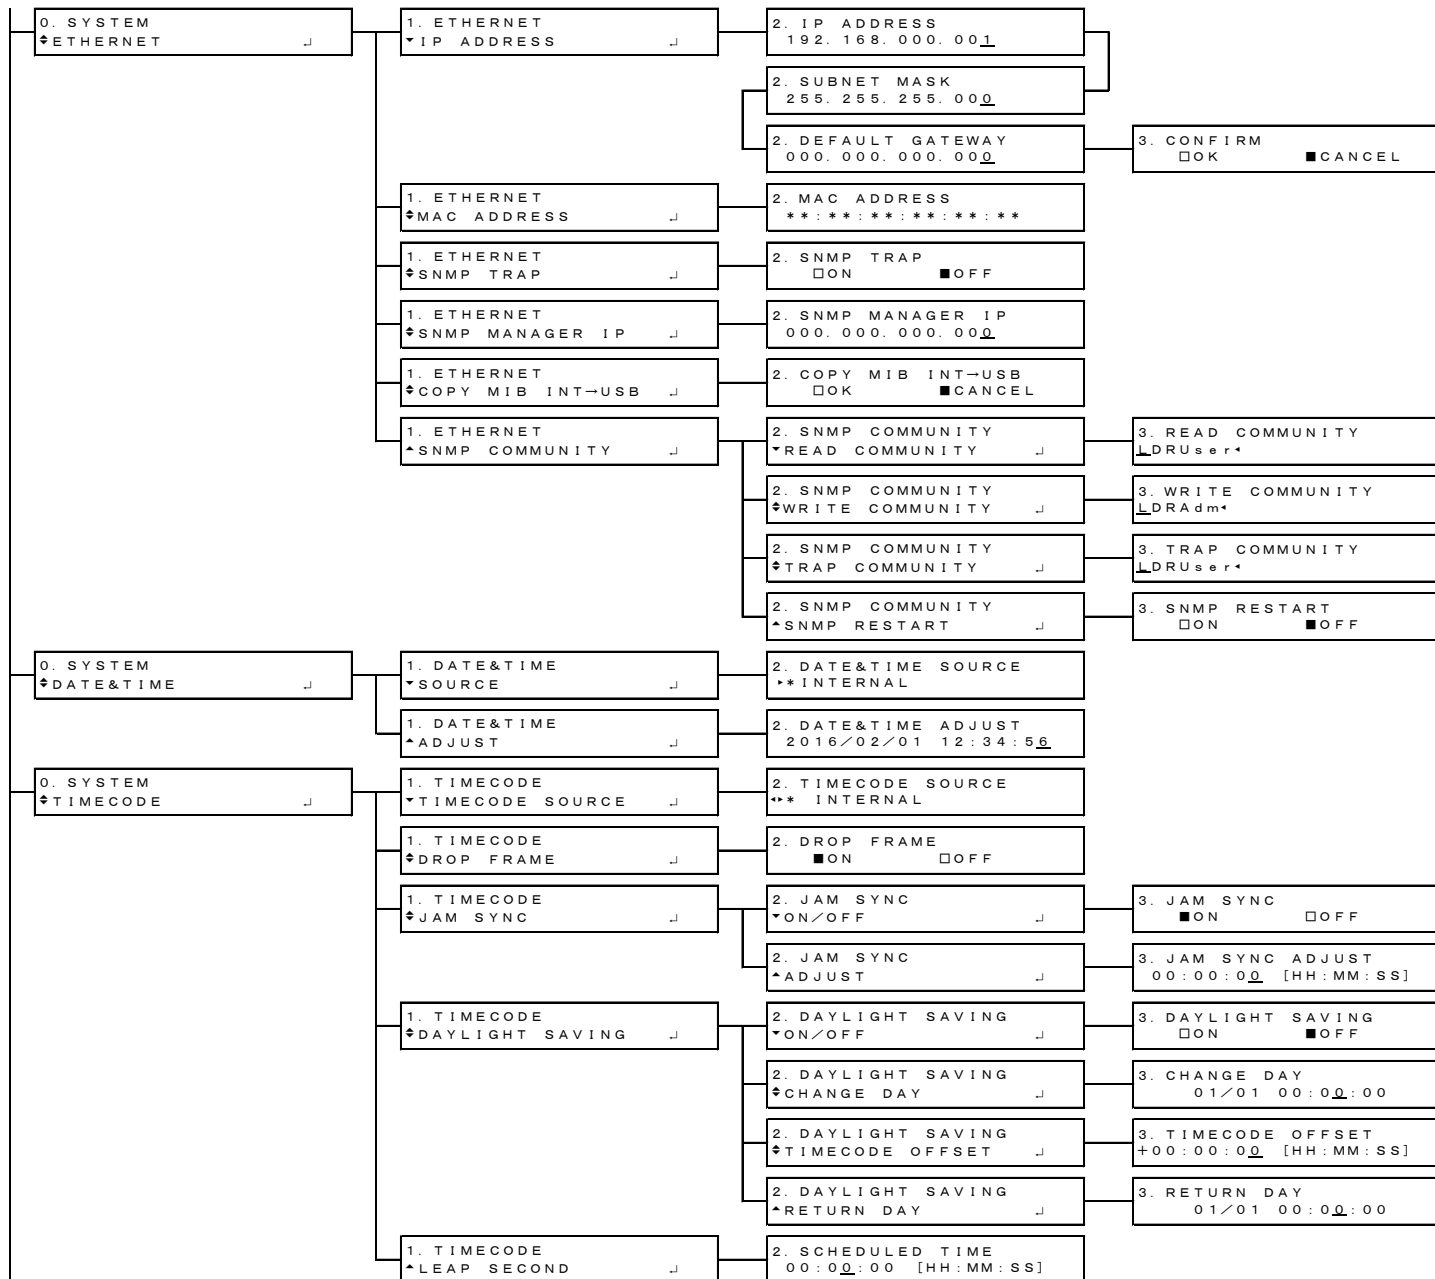 0. SYSTEM
♦ETHERNET ↵
1. ETHERNET
▾IP ADDRESS ↵
2. IP ADDRESS
192.168.000.001
2. SUBNET MASK
255.255.255.000
2. DEFAULT GATEWAY
000.000.000.000
3. CONFIRM
□OK ■CANCEL
1. ETHERNET
♦MAC ADDRESS ↵
2. MAC ADDRESS
**:**:**:**:**:**
1. ETHERNET
♦SNMP TRAP ↵
2. SNMP TRAP
□ON ■OFF
1. ETHERNET
♦SNMP MANAGER IP ↵
2. SNMP MANAGER IP
000.000.000.000
1. ETHERNET
♦COPY MIB INT→USB ↵
2. COPY MIB INT→USB
□OK ■CANCEL
1. ETHERNET
▴SNMP COMMUNITY ↵
2. SNMP COMMUNITY
▾READ COMMUNITY ↵
3. READ COMMUNITY
LDRUser◂
2. SNMP COMMUNITY
♦WRITE COMMUNITY ↵
3. WRITE COMMUNITY
LDRAdm◂
2. SNMP COMMUNITY
♦TRAP COMMUNITY ↵
3. TRAP COMMUNITY
LDRUser◂
2. SNMP COMMUNITY
▴SNMP RESTART ↵
3. SNMP RESTART
□ON ■OFF
0. SYSTEM
♦DATE&TIME ↵
1. DATE&TIME
▾SOURCE ↵
2. DATE&TIME SOURCE
▸*INTERNAL
1. DATE&TIME
▴ADJUST ↵
2. DATE&TIME ADJUST
2016/02/01 12:34:56
0. SYSTEM
♦TIMECODE ↵
1. TIMECODE
▾TIMECODE SOURCE ↵
2. TIMECODE SOURCE
◂▸* INTERNAL
1. TIMECODE
♦DROP FRAME ↵
2. DROP FRAME
■ON □OFF
1. TIMECODE
♦JAM SYNC ↵
2. JAM SYNC
▾ON/OFF ↵
3. JAM SYNC
■ON □OFF
2. JAM SYNC
▴ADJUST ↵
3. JAM SYNC ADJUST
00:00:00 [HH:MM:SS]
1. TIMECODE
♦DAYLIGHT SAVING ↵
2. DAYLIGHT SAVING
▾ON/OFF ↵
3. DAYLIGHT SAVING
□ON ■OFF
2. DAYLIGHT SAVING
♦CHANGE DAY ↵
3. CHANGE DAY
01/01 00:00:00
2. DAYLIGHT SAVING
♦TIMECODE OFFSET ↵
3. TIMECODE OFFSET
+00:00:00 [HH:MM:SS]
2. DAYLIGHT SAVING
▴RETURN DAY ↵
3. RETURN DAY
01/01 00:00:00
1. TIMECODE
▴LEAP SECOND ↵
2. SCHEDULED TIME
00:00:00 [HH:MM:SS]